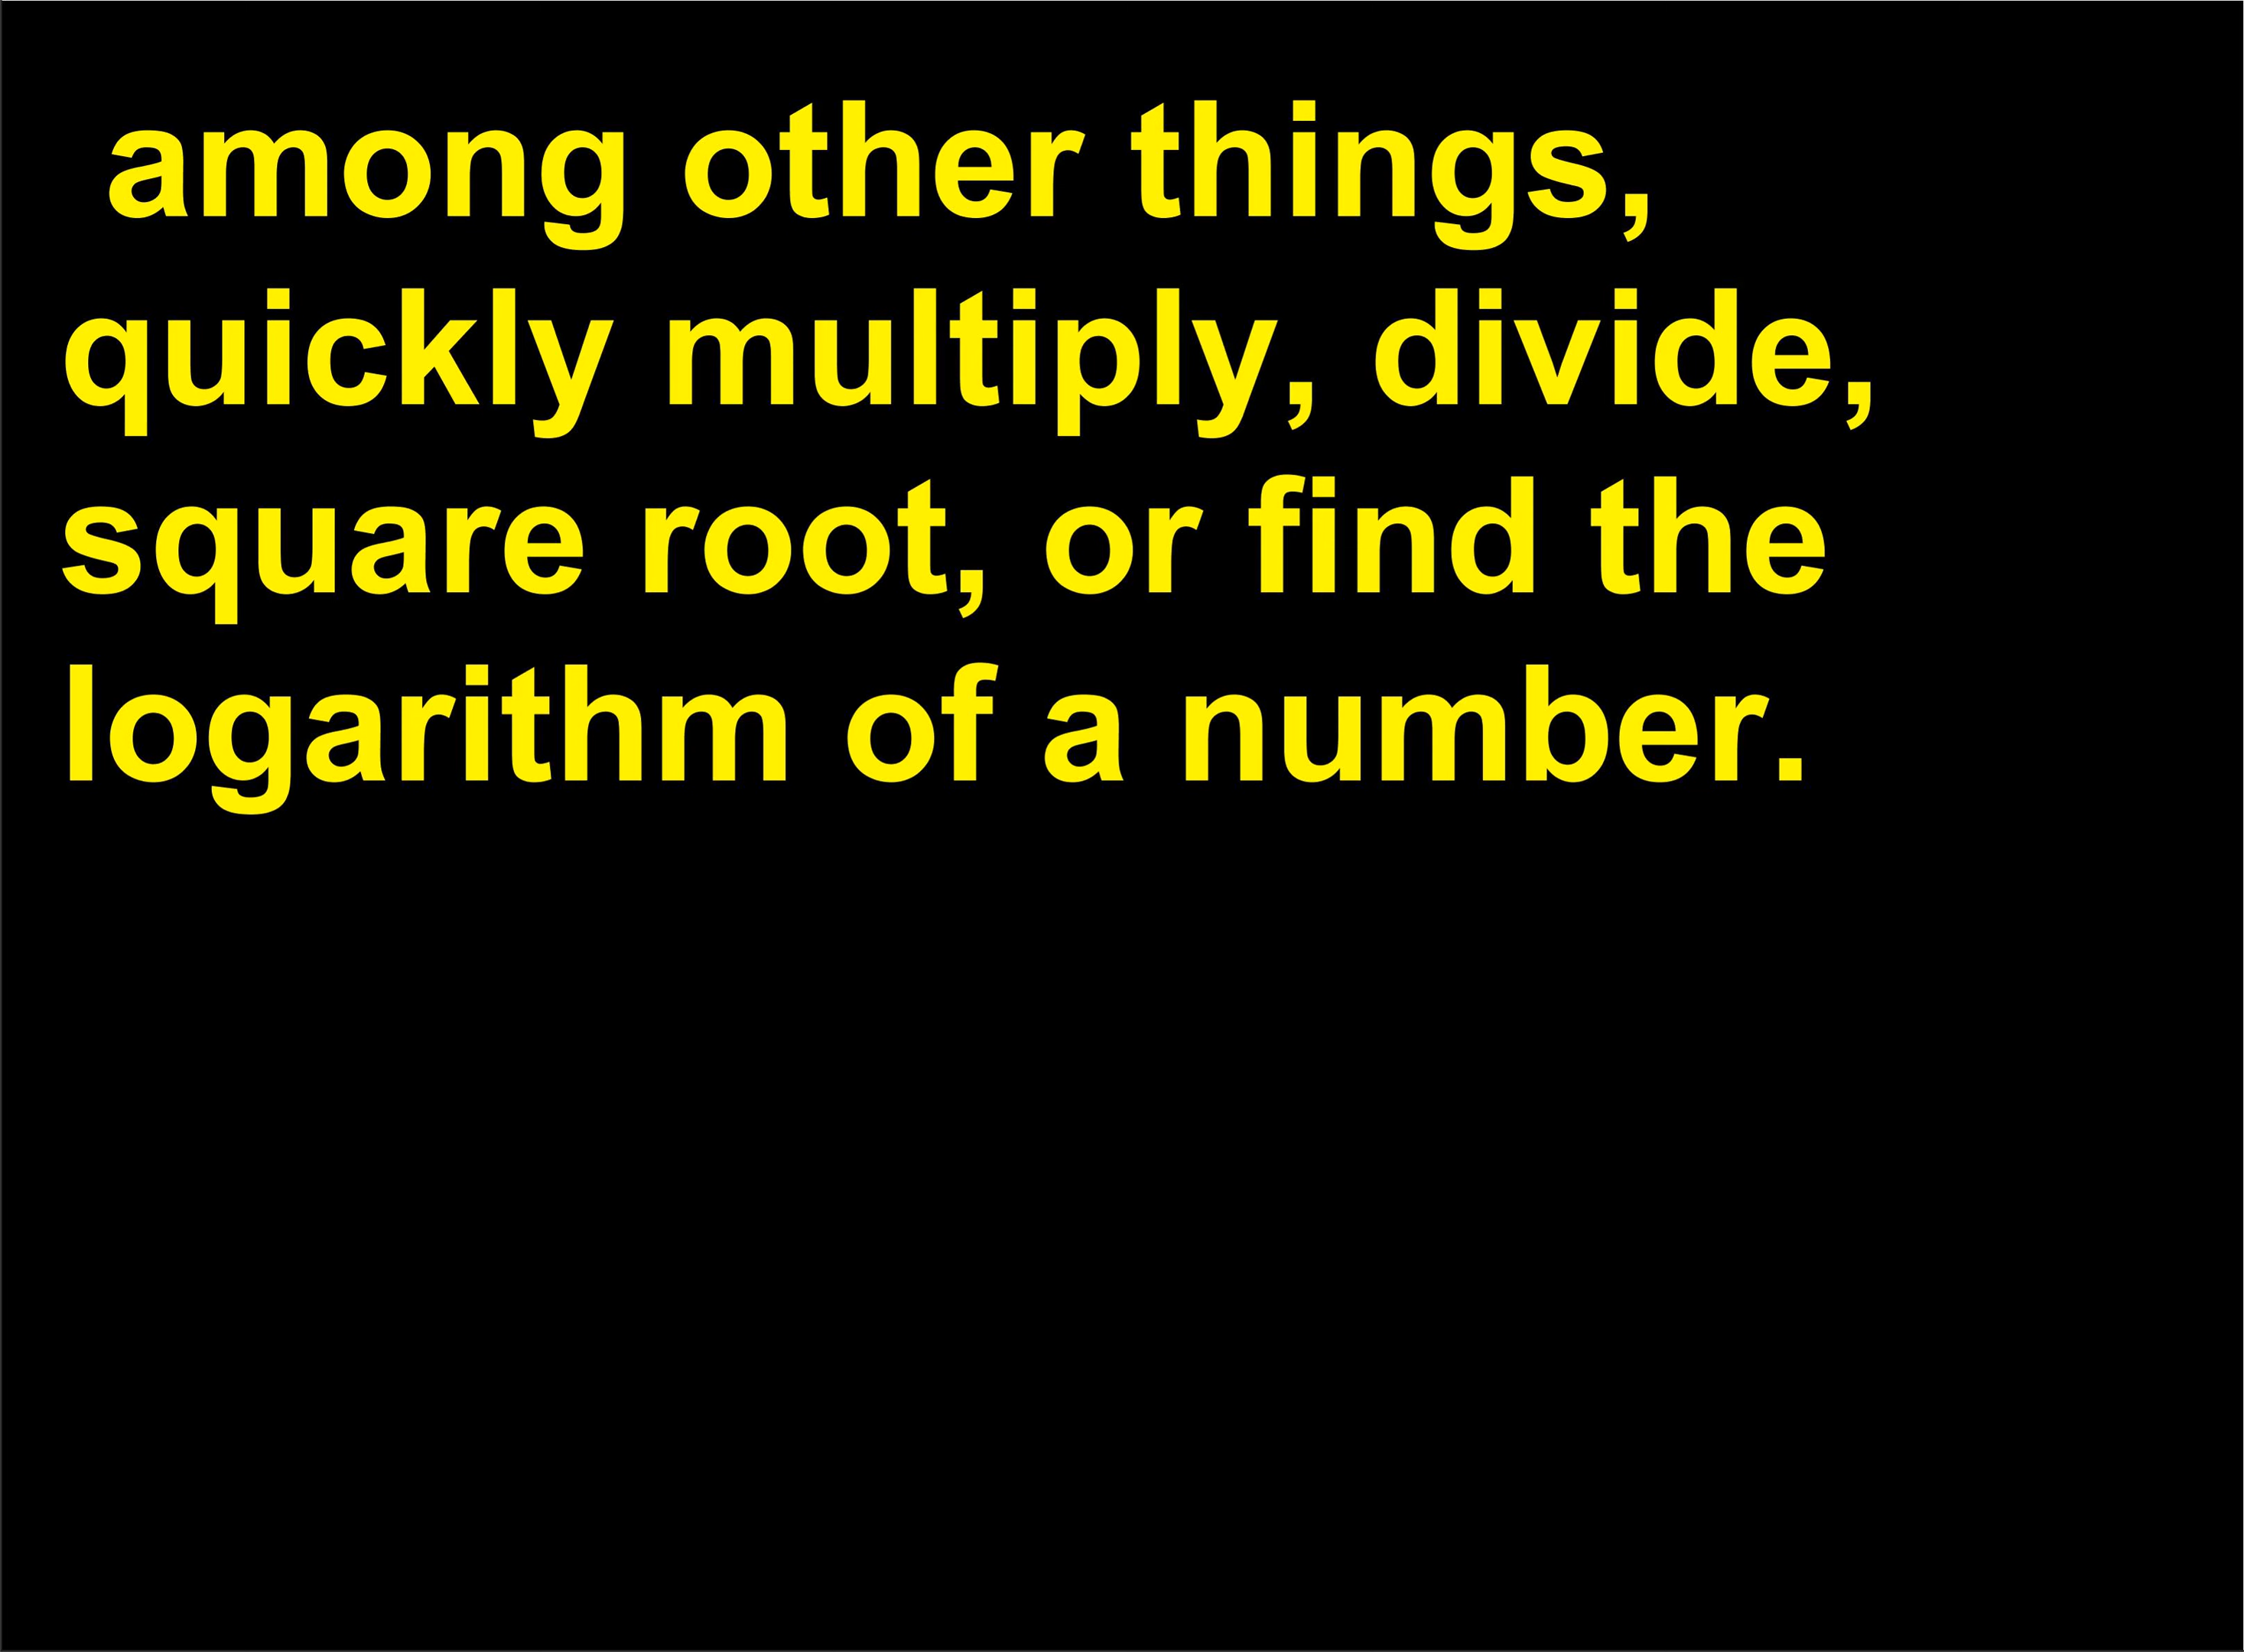 among other things,
quickly multiply, divide,
square root, or find the
logarithm of a number.